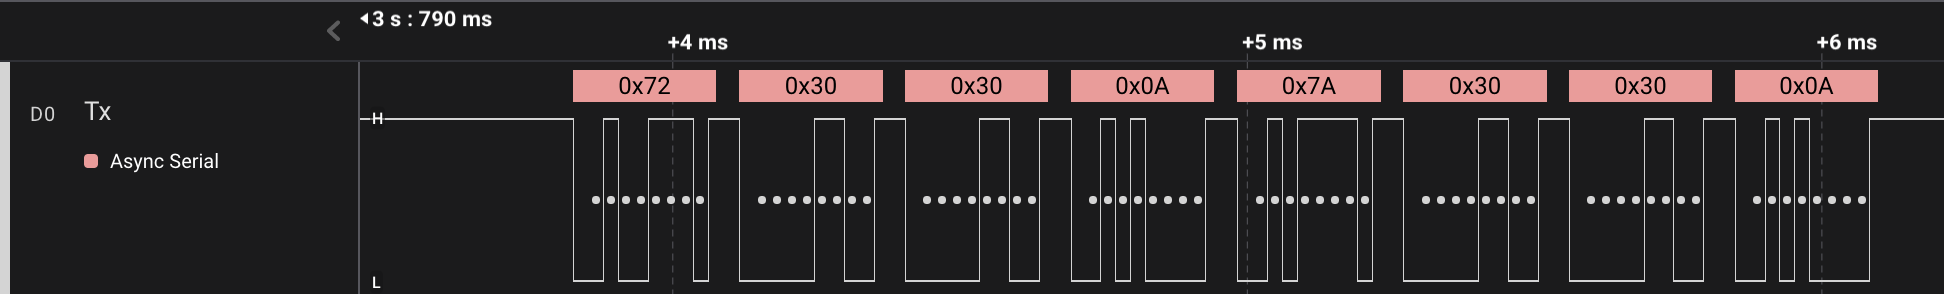 3 s : 790 ms
+4 ms +5 ms +6 ms
0x72 0x30 0x30 0x0A 0x7A 0x30 0x30 0x0A
D0 Tx H
Async Serial
L